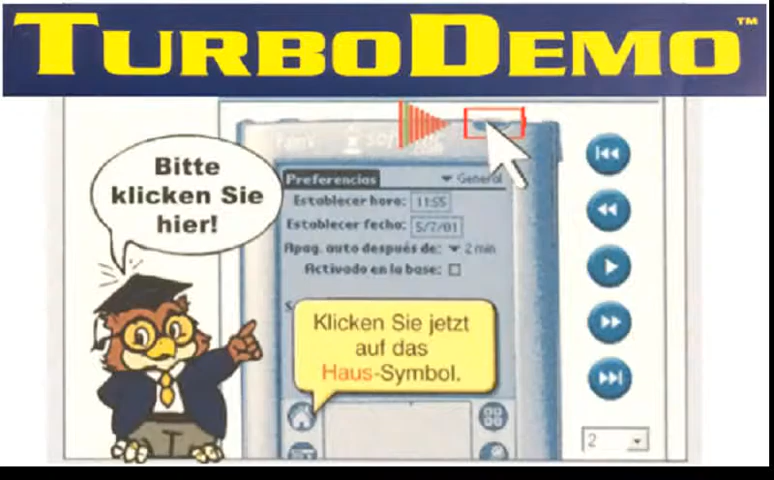 TURBODEMO™
Bitte
klicken Sie
hier!
Preferencias
General
Establecer hora: 11:55
Establecer fecha: 5/7/01
Apag. auto después de: 2 min
Activado en la base:
Klicken Sie jetzt
auf das
Haus-Symbol.
2